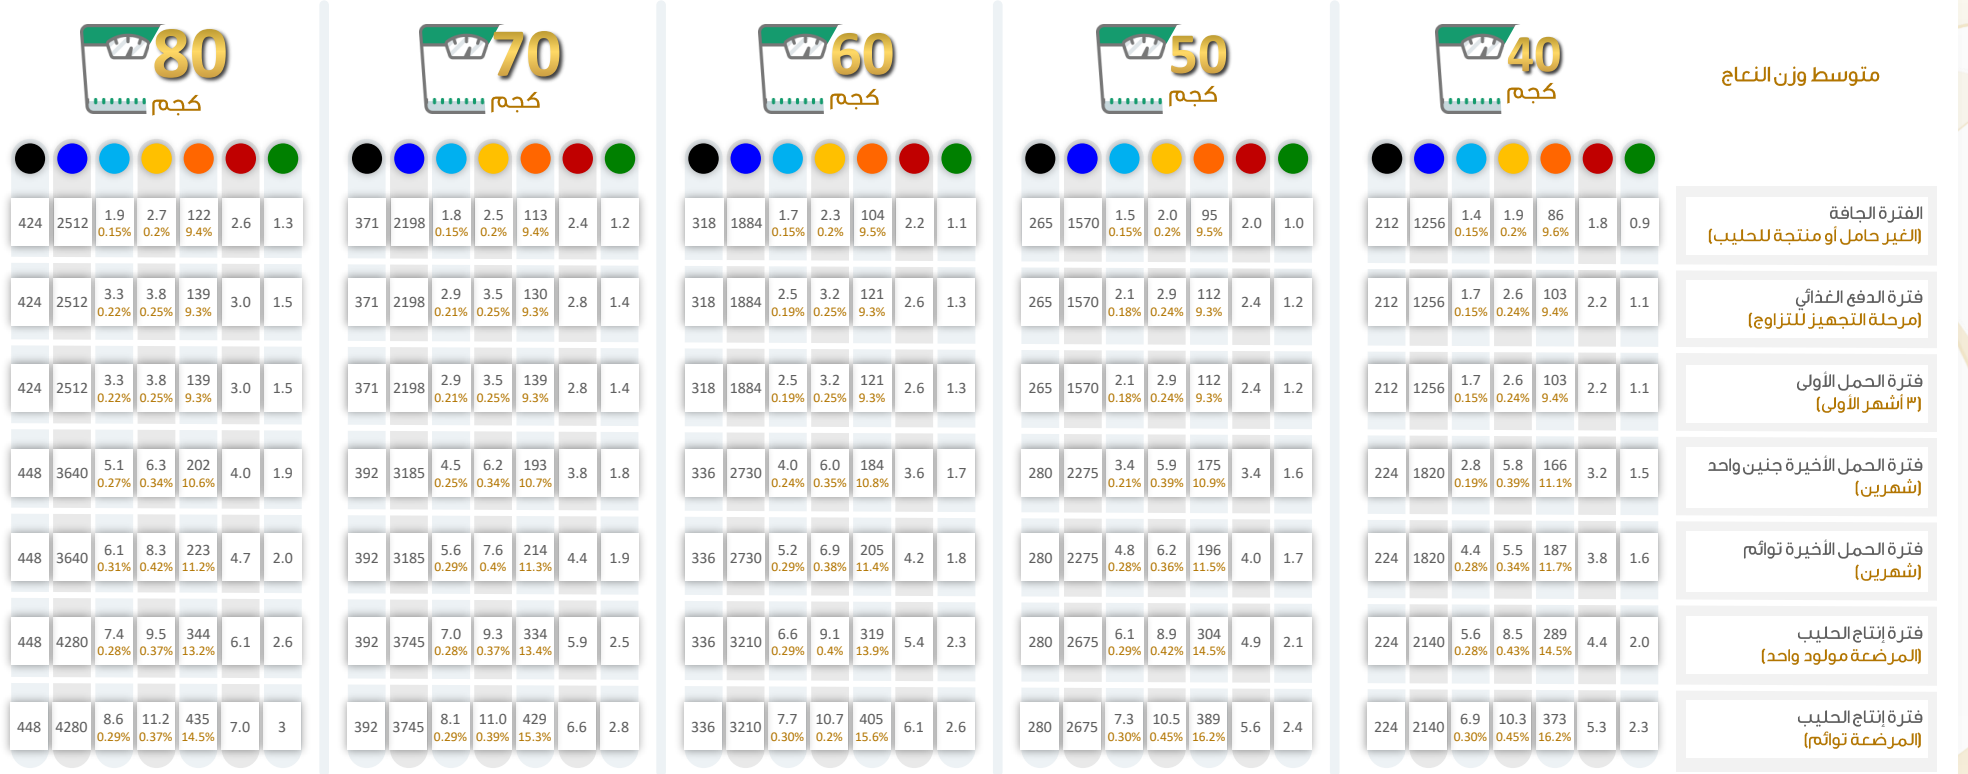 متوسط وزن النعاج
40 كجم
50 كجم
60 كجم
70 كجم
80 كجم
الفترة الجافة
(الغير حامل أو منتجة للحليب)
0.9 1.8 86 1.9 1.4 1256 212
9.6% 0.2% 0.15%
1.0 2.0 95 2.0 1.5 1570 265
9.5% 0.2% 0.15%
1.1 2.2 104 2.3 1.7 1884 318
9.5% 0.2% 0.15%
1.2 2.4 113 2.5 1.8 2198 371
9.4% 0.2% 0.15%
1.3 2.6 122 2.7 1.9 2512 424
9.4% 0.2% 0.15%
فترة الدفع الغذائي
(مرحلة التجهيز للتزاوج)
1.1 2.2 103 2.6 1.7 1256 212
9.4% 0.24% 0.15%
1.2 2.4 112 2.9 2.1 1570 265
9.3% 0.24% 0.18%
1.3 2.6 121 3.2 2.5 1884 318
9.3% 0.25% 0.19%
1.4 2.8 130 3.5 2.9 2198 371
9.3% 0.25% 0.21%
1.5 3.0 139 3.8 3.3 2512 424
9.3% 0.25% 0.22%
فترة الحمل الأولى
(٣ أشهر الأولى)
1.1 2.2 103 2.6 1.7 1256 212
9.4% 0.24% 0.15%
1.2 2.4 112 2.9 2.1 1570 265
9.3% 0.24% 0.18%
1.3 2.6 121 3.2 2.5 1884 318
9.3% 0.25% 0.19%
1.4 2.8 139 3.5 2.9 2198 371
9.3% 0.25% 0.21%
1.5 3.0 139 3.8 3.3 2512 424
9.3% 0.25% 0.22%
فترة الحمل الأخيرة جنين واحد
(شهرين)
1.5 3.2 166 5.8 2.8 1820 224
11.1% 0.39% 0.19%
1.6 3.4 175 5.9 3.4 2275 280
10.9% 0.39% 0.21%
1.7 3.6 184 6.0 4.0 2730 336
10.8% 0.35% 0.24%
1.8 3.8 193 6.2 4.5 3185 392
10.7% 0.34% 0.25%
1.9 4.0 202 6.3 5.1 3640 448
10.6% 0.34% 0.27%
فترة الحمل الأخيرة توائم
(شهرين)
1.6 3.8 187 5.5 4.4 1820 224
11.7% 0.34% 0.28%
1.7 4.0 196 6.2 4.8 2275 280
11.5% 0.36% 0.28%
1.8 4.2 205 6.9 5.2 2730 336
11.4% 0.38% 0.29%
1.9 4.4 214 7.6 5.6 3185 392
11.3% 0.4% 0.29%
2.0 4.7 223 8.3 6.1 3640 448
11.2% 0.42% 0.31%
فترة إنتاج الحليب
(المرضعة مولود واحد)
2.0 4.4 289 8.5 5.6 2140 224
14.5% 0.43% 0.28%
2.1 4.9 304 8.9 6.1 2675 280
14.5% 0.42% 0.29%
2.3 5.4 319 9.1 6.6 3210 336
13.9% 0.4% 0.29%
2.5 5.9 334 9.3 7.0 3745 392
13.4% 0.37% 0.28%
2.6 6.1 344 9.5 7.4 4280 448
13.2% 0.37% 0.28%
فترة إنتاج الحليب
(المرضعة توائم)
2.3 5.3 373 10.3 6.9 2140 224
16.2% 0.45% 0.30%
2.4 5.6 389 10.5 7.3 2675 280
16.2% 0.45% 0.30%
2.6 6.1 405 10.7 7.7 3210 336
15.6% 0.2% 0.30%
2.8 6.6 429 11.0 8.1 3745 392
15.3% 0.39% 0.29%
3 7.0 435 11.2 8.6 4280 448
14.5% 0.37% 0.29%